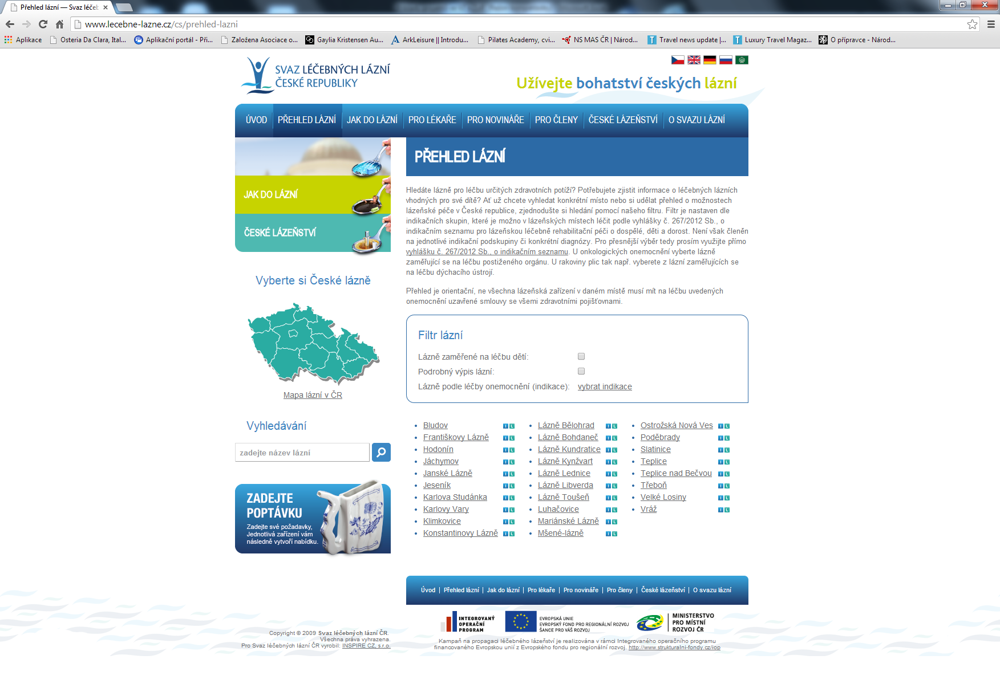 Přehled lázní — Svaz léčeb
www.lecebne-lazne.cz/cs/prehled-lazni
Aplikace
Osteria Da Clara, Ital...
Aplikační portál - Při...
Založena Asociace o...
Gaylia Kristensen Au...
ArkLeisure || Introdu...
Pilates Academy, cvi...
NS MAS ČR | Národ...
Travel news update |...
Luxury Travel Magaz...
O přípravce - Národ...
SVAZ LÉČEBNÝCH LÁZNÍ
ČESKÉ REPUBLIKY
Užívejte bohatství českých lázní
ÚVOD
PŘEHLED LÁZNÍ
JAK DO LÁZNÍ
PRO LÉKAŘE
PRO NOVINÁŘE
PRO ČLENY
ČESKÉ LÁZEŇSTVÍ
O SVAZU LÁZNÍ
JAK DO LÁZNÍ
ČESKÉ LÁZEŇSTVÍ
Vyberte si České lázně
Mapa lázní v ČR
Vyhledávání
zadejte název lázní
ZADEJTE
POPTÁVKU
Zadejte své požadavky,
Jednotlivá zařízení vám
následně vytvoří nabídku.
PŘEHLED LÁZNÍ
Hledáte lázně pro léčbu určitých zdravotních potíží? Potřebujete zjistit informace o léčebných lázních
vhodných pro své dítě? Ať už chcete vyhledat konkrétní místo nebo si udělat přehled o možnostech
lázeňské péče v České republice, zjednodušte si hledání pomocí našeho filtru. Filtr je nastaven dle
indikačních skupin, které je možno v lázeňských místech léčit podle vyhlášky č. 267/2012 Sb., o
indikačním seznamu pro lázeňskou léčebně rehabilitační péči o dospělé, děti a dorost. Není však členěn
na jednotlivé indikační podskupiny či konkrétní diagnózy. Pro přesnější výběr tedy prosím využijte přímo
vyhlášku č. 267/2012 Sb., o indikačním seznamu. U onkologických onemocnění vyberte lázně
zaměřující se na léčbu postiženého orgánu. U rakoviny plic tak např. vyberete z lázní zaměřujících se
na léčbu dýchacího ústrojí.
Přehled je orientační, ne všechna lázeňská zařízení v daném místě musí mít na léčbu uvedených
onemocnění uzavřené smlouvy se všemi zdravotními pojišťovnami.
Filtr lázní
Lázně zaměřené na léčbu dětí:
Podrobný výpis lázní:
Lázně podle léčby onemocnění (indikace): vybrat indikace
Bludov I L
Františkovy Lázně I L
Hodonín I L
Jáchymov I L
Janské Lázně I L
Jeseník I L
Karlova Studánka I L
Karlovy Vary I L
Klimkovice I L
Konstantinovy Lázně I L
Lázně Bělohrad I L
Lázně Bohdaneč I L
Lázně Kundratice I L
Lázně Kynžvart I L
Lázně Lednice I L
Lázně Libverda I L
Lázně Toušeň I L
Luhačovice I L
Mariánské Lázně I L
Mšené-lázně I L
Ostrožská Nová Ves I L
Poděbrady I L
Slatinice I L
Teplice I L
Teplice nad Bečvou I L
Třeboň I L
Velké Losiny I L
Vráž I L
Úvod | Přehled lázní | Jak do lázní | Pro lékaře | Pro novináře | Pro členy | České lázeňství | O svazu lázní
INTEGROVANÝ
OPERAČNÍ
PROGRAM
EVROPSKÁ UNIE
EVROPSKÝ FOND PRO REGIONÁLNÍ ROZVOJ
ŠANCE PRO VÁŠ ROZVOJ
MINISTERSTVO
PRO MÍSTNÍ
ROZVOJ ČR
Copyright © 2009 Svaz léčebných lázní ČR.
Všechna práva vyhrazena.
Pro Svaz léčebných lázní ČR vyrobil: INSPIRE CZ, s.r.o.
Kampaň na propagaci léčebného lázeňství je realizována v rámci Integrovaného operačního programu
financovaného Evropskou unií z Evropského fondu pro regionální rozvoj. http://www.strukturalni-fondy.cz/iop